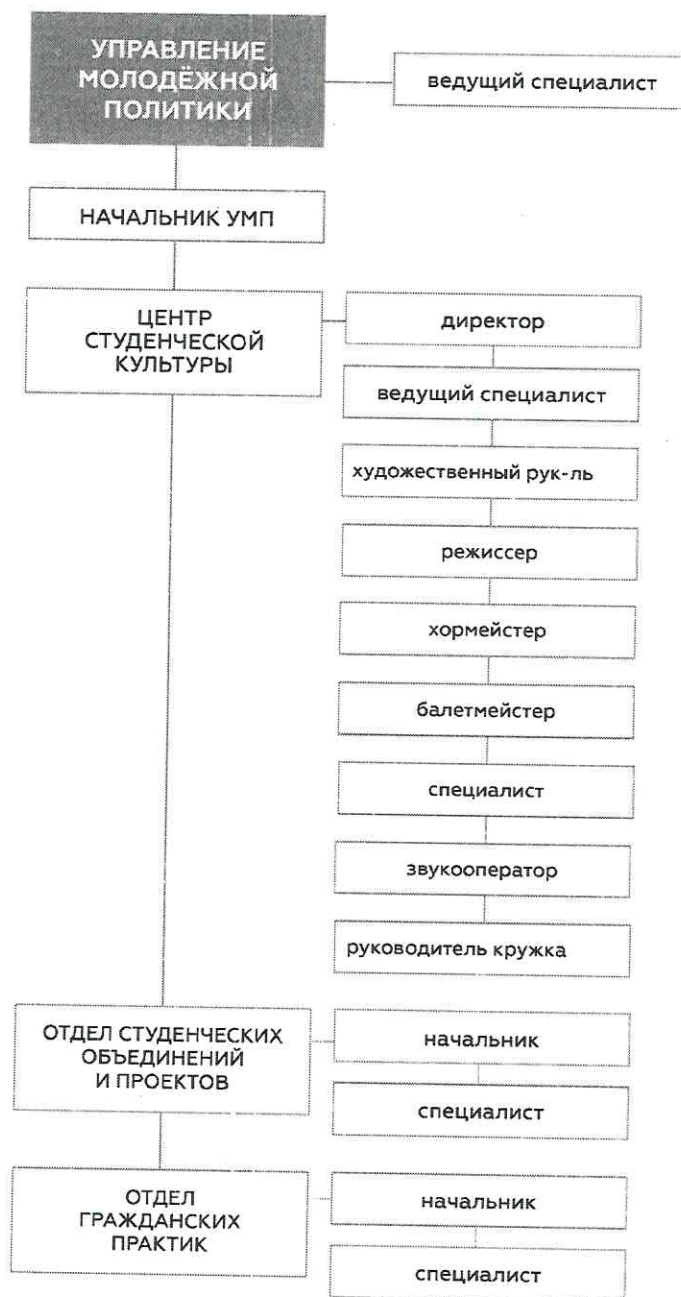 УПРАВЛЕНИЕ
МОЛОДЁЖНОЙ
ПОЛИТИКИ
ведущий специалист
НАЧАЛЬНИК УМП
ЦЕНТР
СТУДЕНЧЕСКОЙ
КУЛЬТУРЫ
директор
ведущий специалист
художественный рук-ль
режиссер
хормейстер
балетмейстер
специалист
звукооператор
руководитель кружка
ОТДЕЛ СТУДЕНЧЕСКИХ
ОБЪЕДИНЕНИЙ
И ПРОЕКТОВ
начальник
специалист
ОТДЕЛ
ГРАЖДАНСКИХ
ПРАКТИК
начальник
специалист